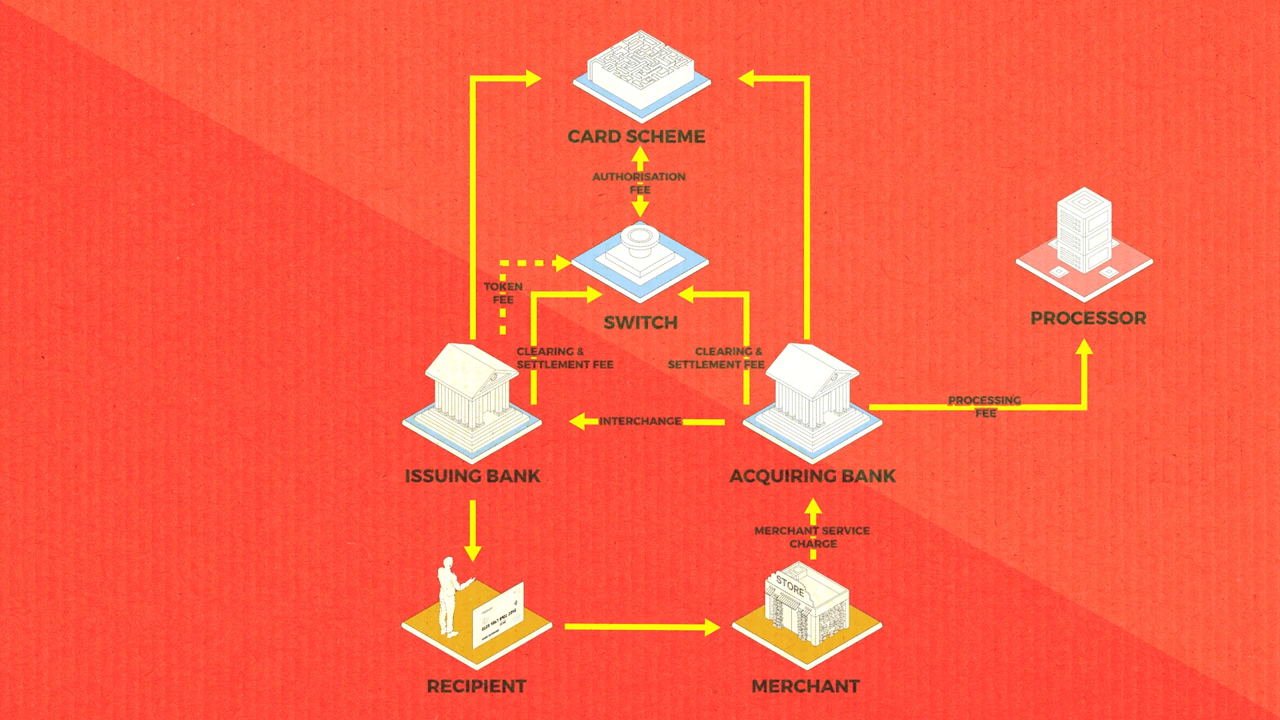 CARD SCHEME
AUTHORISATION
FEE
TOKEN
FEE
SWITCH
PROCESSOR
CLEARING &
SETTLEMENT FEE
CLEARING &
SETTLEMENT FEE
PROCESSING
FEE
INTERCHANGE
ISSUING BANK
ACQUIRING BANK
MERCHANT SERVICE
CHARGE
STORE
RECIPIENT
MERCHANT